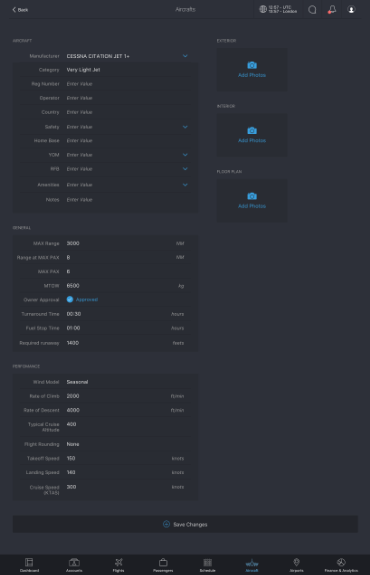 Back
Aircrafts
10:57 - UTC
10:57 - London
AIRCRAFT
Manufacturer CESSNA CITATION JET 1+
Category Very Light Jet
Reg Number Enter Value
Operator Enter Value
Country Enter Value
Safety Enter Value
Home Base Enter Value
YOM Enter Value
Enter Value
Amenities Enter Value
Notes Enter Value
EXTERIOR
Add Photos
INTERIOR
Add Photos
FLOOR PLAN
Add Photos
GENERAL
MAX Range 3000 NM
Range at MAX PAX 0 NM
MAX PAX 6
MTOW 6500 kg
Owner Approval Approved
Turnaround Time 00:30 hours
Fuel Stop Time 01:00 hours
Required runway 1400 feets
PERFORMANCE
Wind Model Seasonal
Rate of Climb 2000 ft/min
Rate of Descent 4000 ft/min
Typical Cruise 400
Altitude
Flight Rounding None
Takeoff Speed 150 knots
Landing Speed 140 knots
Cruise Speed 300 knots
(KTAS)
Save Changes
Dashboard
Accounts
Flights
Passengers
Schedule
Aircraft
Airports
Finance & Analytics